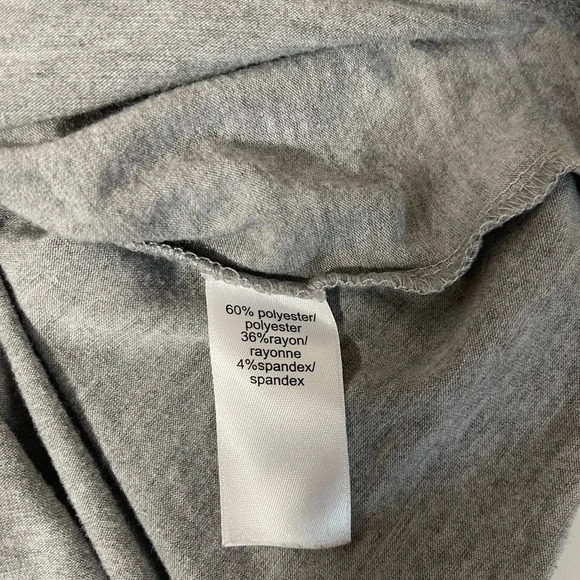 60% polyester/
polyester
36%rayon/
rayonne
4%spandex/
spandex